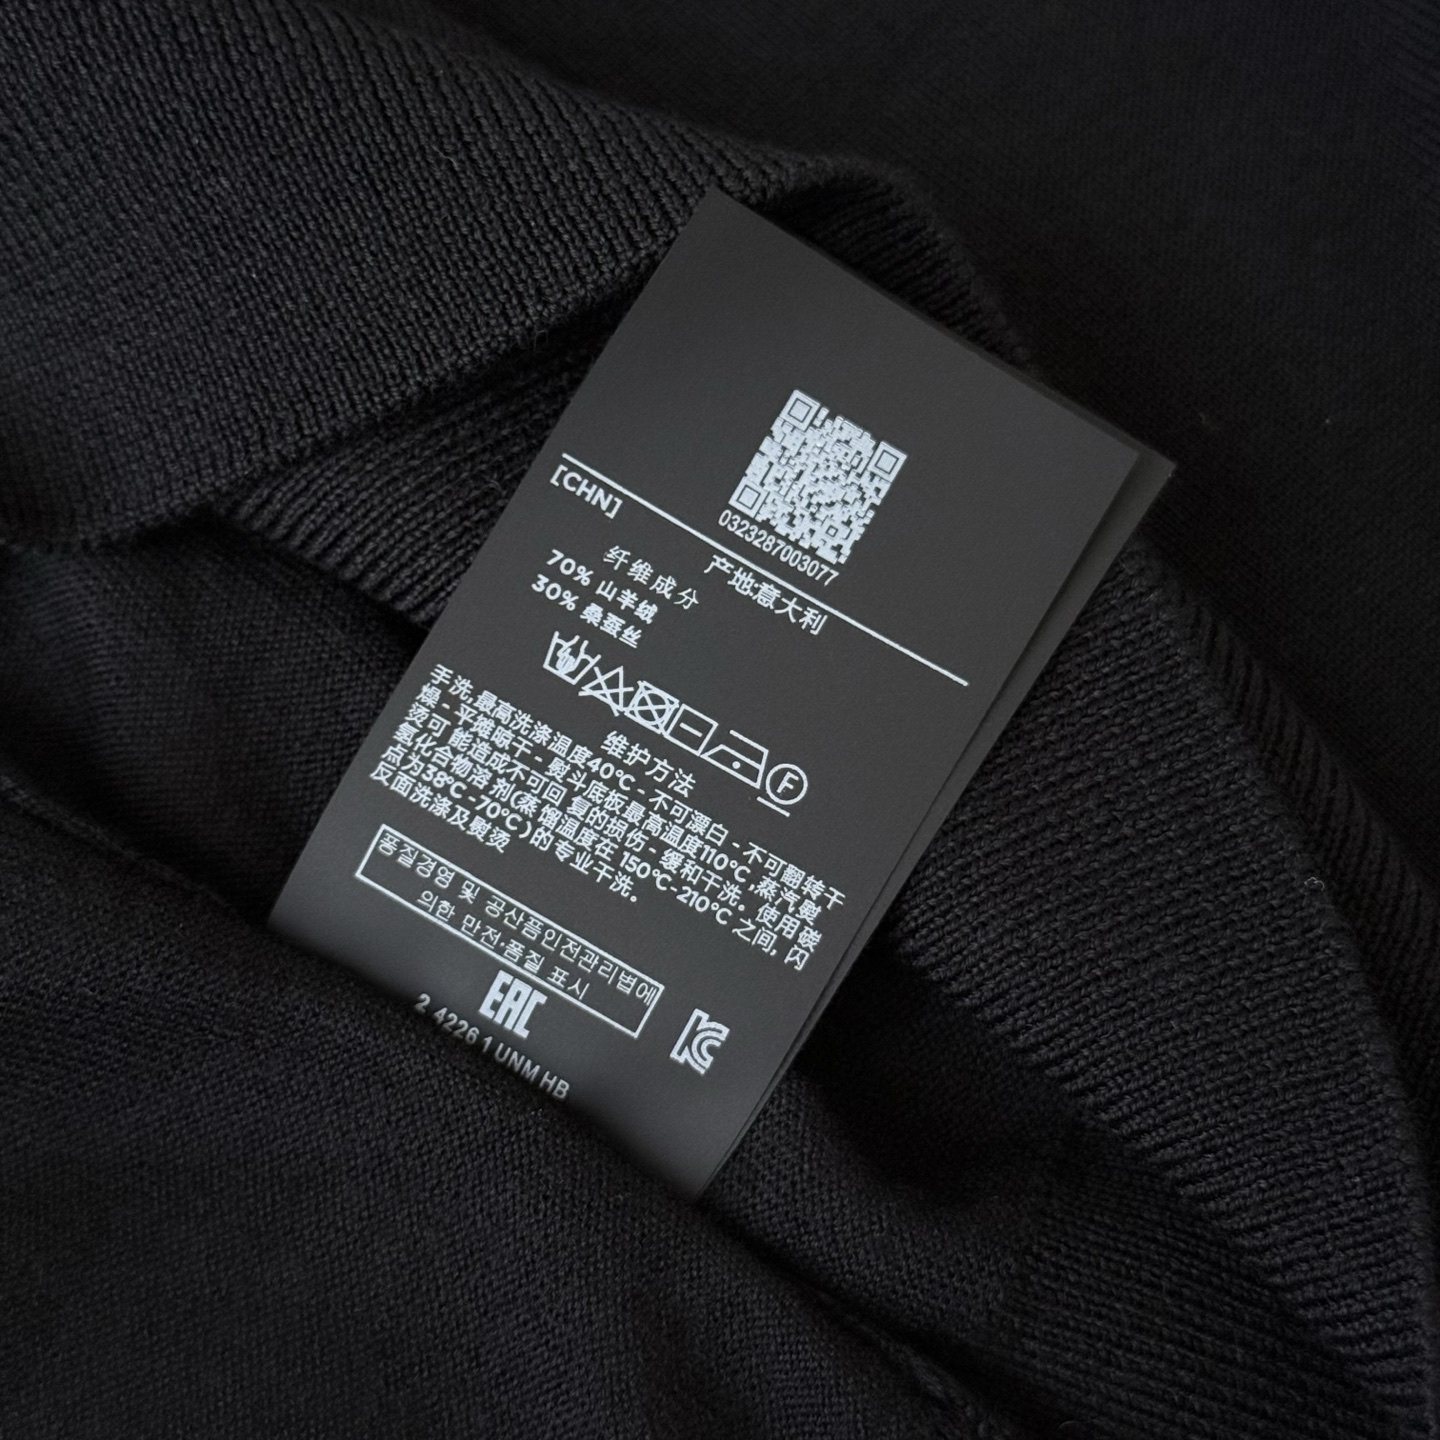 0323287003077
[CHN]
产地:意大利
纤维成分
70% 山羊绒
30% 桑蚕丝
F
维护方法
手洗,最高洗涤温度40℃ - 不可漂白 - 不可翻转干
燥 - 平摊晾干 - 熨斗底板最高温度110℃,蒸汽熨
烫可 能造成不可回 复的损伤 - 缓和干洗。使用碳
氢化合物溶 剂(蒸馏温度在 150℃-210℃ 之间, 闪
点为38℃-70℃)的专业干洗.
反面洗涤及熨烫
품질경영 및 공산품안전관리법에
의한 안전·품질 표시
EAC
2 4226 1 UNM HB